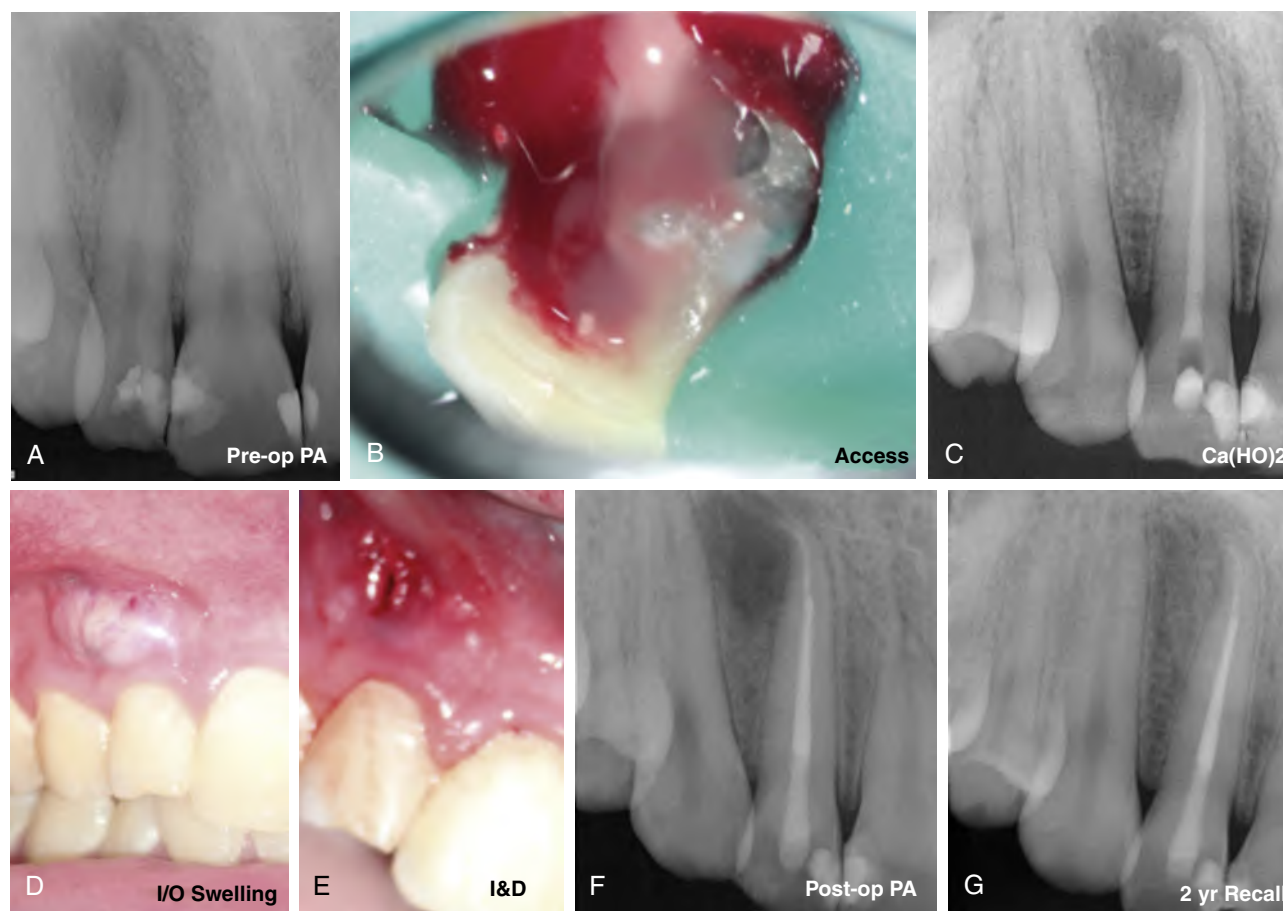 A
Pre-op PA
B
Access
C
Ca(HO)2
D
I/O Swelling
E
I&D
F
Post-op PA
G
2 yr Recall